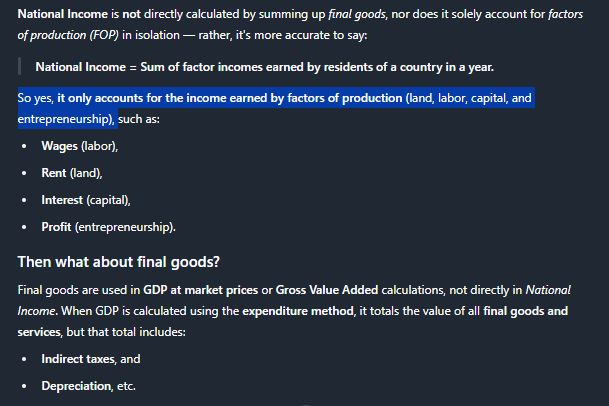 National Income is not directly calculated by summing up final goods, nor does it solely account for factors
of production (FOP) in isolation — rather, it's more accurate to say:
National Income = Sum of factor incomes earned by residents of a country in a year.
So yes, it only accounts for the income earned by factors of production (land, labor, capital, and
entrepreneurship), such as:
• Wages (labor),
• Rent (land),
• Interest (capital),
• Profit (entrepreneurship).
Then what about final goods?
Final goods are used in GDP at market prices or Gross Value Added calculations, not directly in National
Income. When GDP is calculated using the expenditure method, it totals the value of all final goods and
services, but that total includes:
• Indirect taxes, and
• Depreciation, etc.